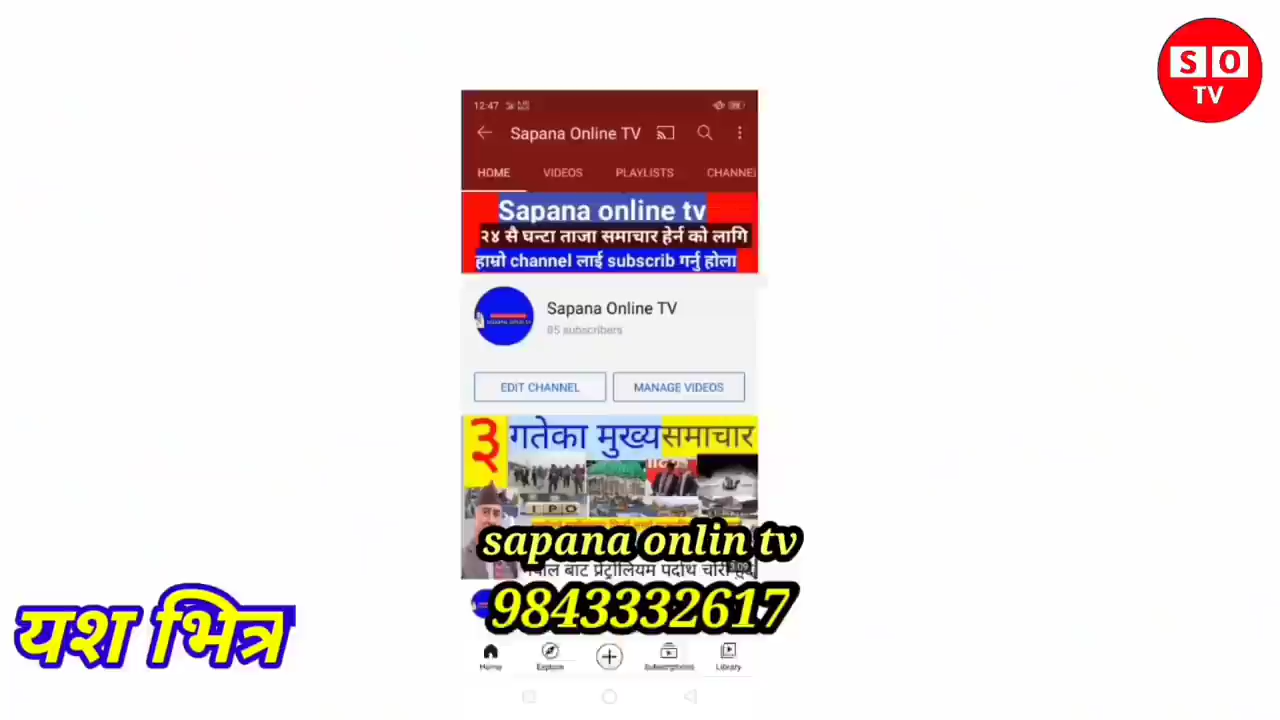 S O
TV
12:47
Sapana Online TV
HOME VIDEOS PLAYLISTS CHANNEL
Sapana online tv
२४ सै घन्टा ताजा समाचार हेर्न को लागि
हाम्रो channel लाई subscrib गर्नु होला
Sapana Online TV
85 subscribers
EDIT CHANNEL MANAGE VIDEOS
३ गतेका मुख्य समाचार
IPO
sapana onlin tv
बाट प्रेट्रोलियम पदार्थ चोरी
9843332617
यश भित्र
Home Explore Subscriptions Library